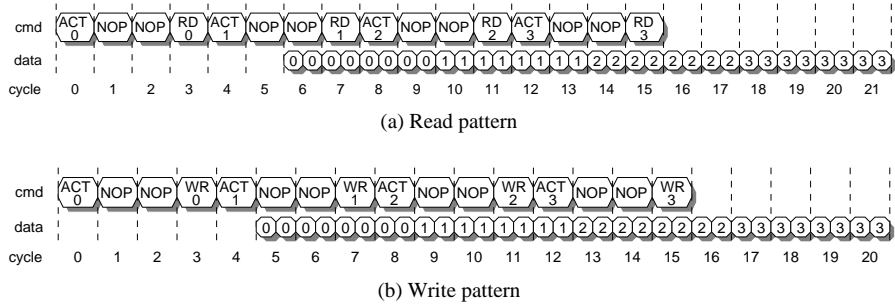 cmd ACT 0 NOP NOP RD 0 ACT 1 NOP NOP RD 1 ACT 2 NOP NOP RD 2 ACT 3 NOP NOP RD 3
data 0 0 0 0 0 0 0 0 1 1 1 1 1 1 1 1 2 2 2 2 2 2 2 2 3 3 3 3 3 3 3 3
cycle 0 1 2 3 4 5 6 7 8 9 10 11 12 13 14 15 16 17 18 19 20 21
(a) Read pattern
cmd ACT 0 NOP NOP WR 0 ACT 1 NOP NOP WR 1 ACT 2 NOP NOP WR 2 ACT 3 NOP NOP WR 3
data 0 0 0 0 0 0 0 0 1 1 1 1 1 1 1 1 2 2 2 2 2 2 2 2 3 3 3 3 3 3 3 3
cycle 0 1 2 3 4 5 6 7 8 9 10 11 12 13 14 15 16 17 18 19 20
(b) Write pattern